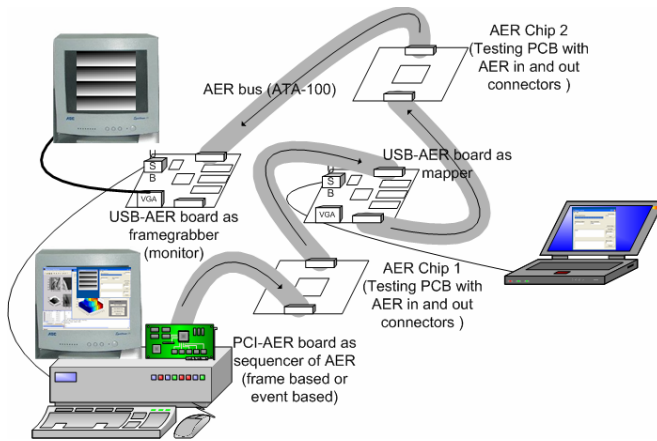 AER Chip 2
(Testing PCB with
AER in and out
connectors )
AER bus (ATA-100)
U
S
B
VGA
USB-AER board as
framegrabber
(monitor)
USB-AER board as
mapper
U
S
B
VGA
AER Chip 1
(Testing PCB with
AER in and out
connectors )
PCI-AER board as
sequencer of AER
(frame based or
event based)